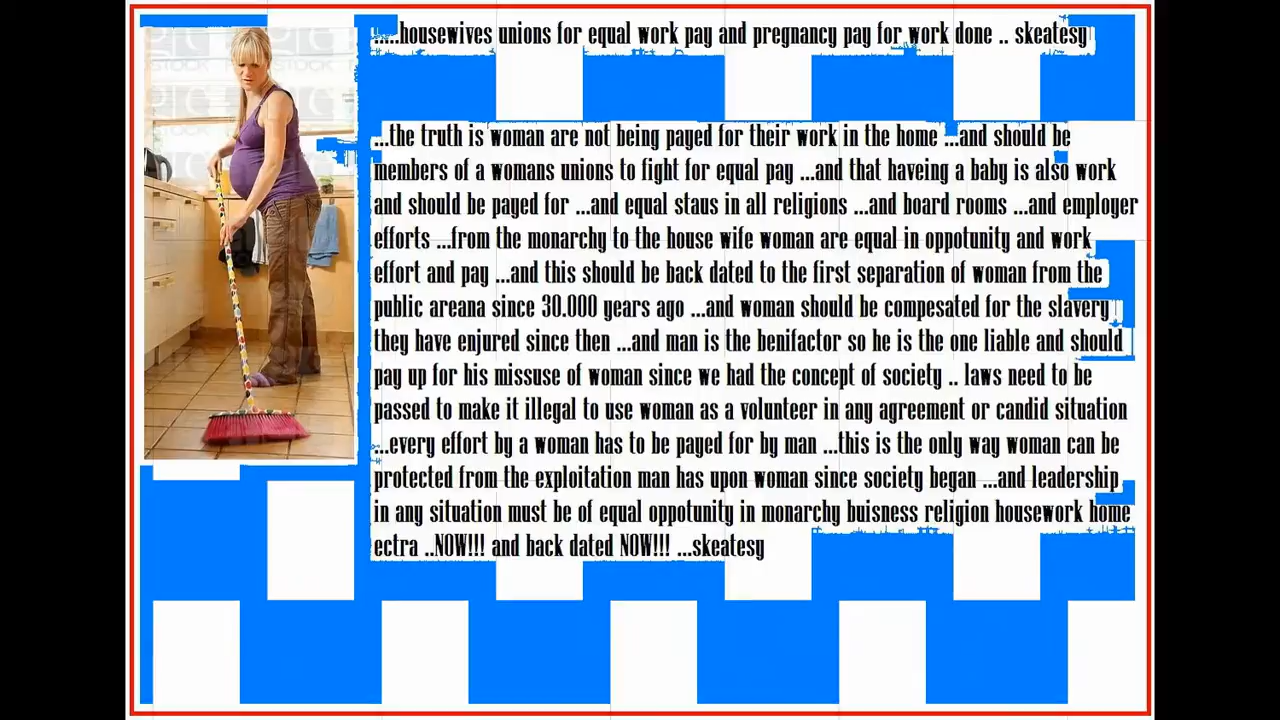 .....housewives unions for equal work pay and pregnancy pay for work done .. skeatesy
...the truth is woman are not being payed for their work in the home ...and should be
members of a womans unions to fight for equal pay ...and that haveing a baby is also work
and should be payed for ...and equal staus in all religions ...and board rooms ...and employer
efforts ...from the monarchy to the house wife woman are equal in oppotunity and work
effort and pay ...and this should be back dated to the first separation of woman from the
public areana since 30.000 years ago ...and woman should be compesated for the slavery
they have enjured since then ...and man is the benifactor so he is the one liable and should
pay up for his missuse of woman since we had the concept of society .. laws need to be
passed to make it illegal to use woman as a volunteer in any agreement or candid situation
...every effort by a woman has to be payed for by man ...this is the only way woman can be
protected from the exploitation man has upon woman since society began ...and leadership
in any situation must be of equal oppotunity in monarchy buisness religion housework home
ectra ..NOW!!! and back dated NOW!!! ...skeatesy